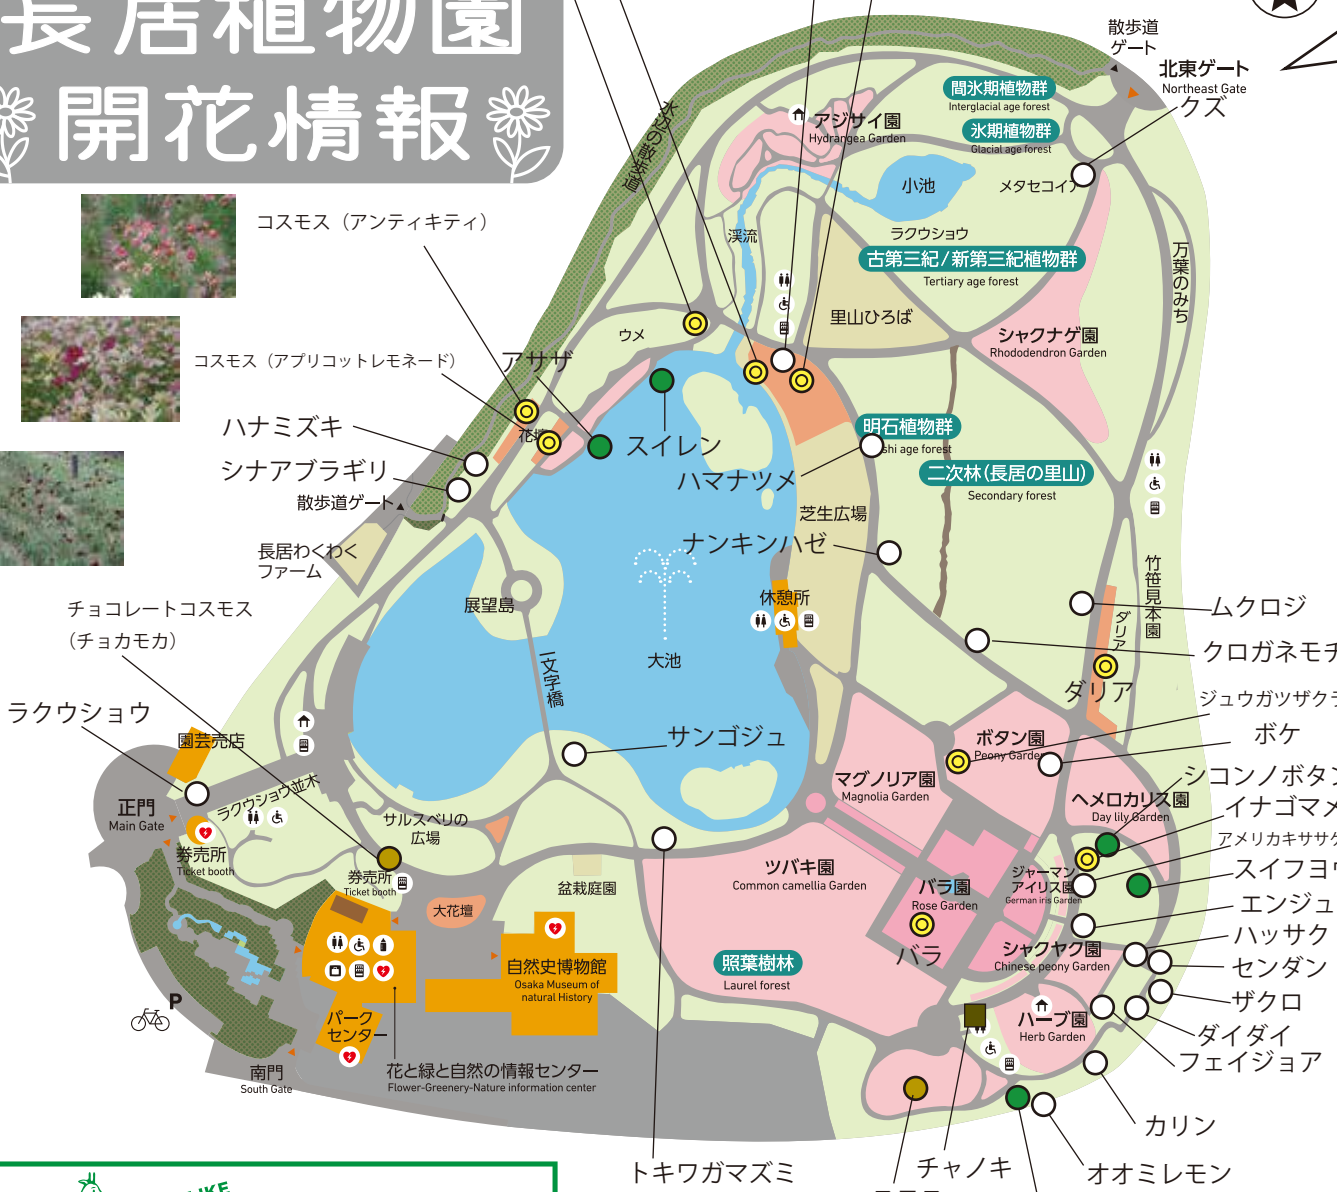 長居植物園
開花情報
散歩道
ゲート
北東ゲート
Northeast Gate
クズ
間氷期植物群
Interglacial age forest
氷期植物群
Glacial age forest
アジサイ園
Hydrangea Garden
水辺の散歩道
小池
メタセコイア
渓流
ラクウショウ
古第三紀/新第三紀植物群
Tertiary age forest
万葉のみち
コスモス（アンティキティ）
里山ひろば
ウメ
シャクナゲ園
Rhododendron Garden
コスモス（アプリコットレモネード）
アサザ
ハナミズキ
花壇
スイレン
明石植物群
shi age forest
シナアブラギリ
ハマナツメ
二次林(長居の里山)
Secondary forest
散歩道ゲート
芝生広場
長居わくわく
ファーム
ナンキンハゼ
竹笹見本園
展望島
休憩所
チョコレートコスモス
（チョカモカ）
ムクロジ
ダリア
クロガネモチ
大池
一文字橋
ダリア
ジュウガツザクラ
ラクウショウ
サンゴジュ
ボタン園
Peony Garden
ボケ
園芸売店
マグノリア園
Magnolia Garden
シコンノボタン
ラクウショウ並木
ヘメロカリス園
Day lily Garden
イナゴマメ
正門
Main Gate
サルスベリの
広場
アメリカキササゲ
券売所
Ticket booth
ツバキ園
Common camellia Garden
ジャーマン
アイリス園
German iris Garden
スイフヨウ
券売所
Ticket booth
盆栽庭園
バラ園
Rose Garden
エンジュ
大花壇
バラ
シャクヤク園
Chinese peony Garden
ハッサク
照葉樹林
Laurel forest
センダン
自然史博物館
Osaka Museum of
natural History
ザクロ
P
パーク
センター
ハーブ園
Herb Garden
ダイダイ
フェイジョア
南門
South Gate
花と緑と自然の情報センター
Flower-Greenery-Nature information center
カリン
トキワガマズミ
チャノキ
オオミレモン